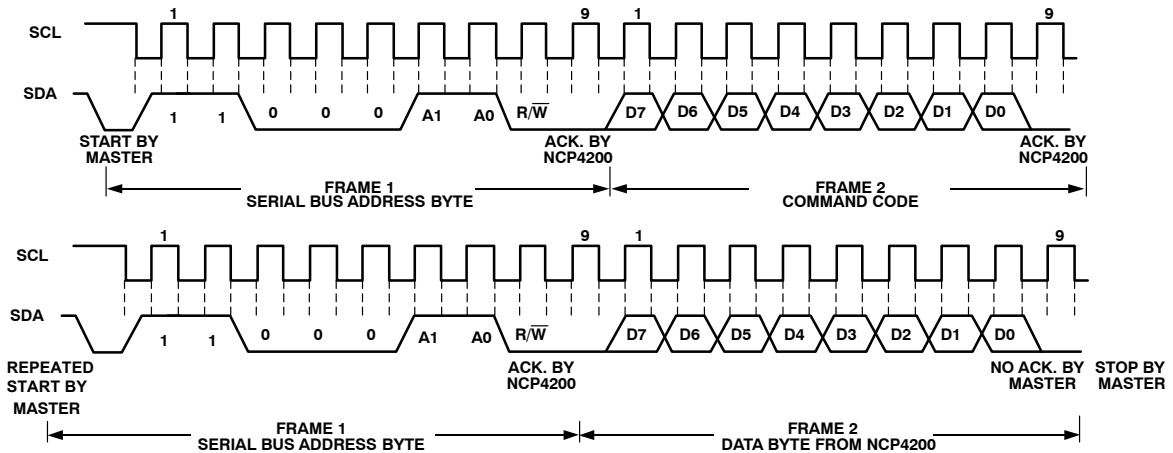 1 9 1 9
SCL
SDA
1 1 0 0 0 A1 A0 R/W̅ D7 D6 D5 D4 D3 D2 D1 D0
START BY
MASTER
ACK. BY
NCP4200
ACK. BY
NCP4200
FRAME 1
SERIAL BUS ADDRESS BYTE
FRAME 2
COMMAND CODE
1 9 1 9
SCL
SDA
1 1 0 0 0 A1 A0 R/W̅ D7 D6 D5 D4 D3 D2 D1 D0
REPEATED
START BY
MASTER
ACK. BY
NCP4200
NO ACK. BY
MASTER
STOP BY
MASTER
FRAME 1
SERIAL BUS ADDRESS BYTE
FRAME 2
DATA BYTE FROM NCP4200